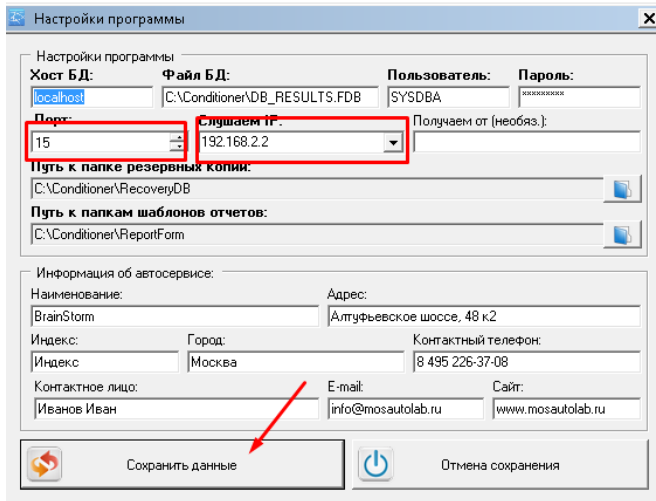 Настройки программы
Настройки программы
Хост БД: Файл БД: Пользователь: Пароль:
localhost C:\Conditioner\DB_RESULTS.FDB SYSDBA *********
Порт: Слушаем IP: Получаем от (необяз.):
15 192.168.2.2
Путь к папке резервных копий:
C:\Conditioner\RecoveryDB
Путь к папкам шаблонов отчетов:
C:\Conditioner\ReportForm
Информация об автосервисе:
Наименование: Адрес:
BrainStorm Алтуфьевское шоссе, 48 к2
Индекс: Город: Контактный телефон:
Индекс Москва 8 495 226-37-08
Контактное лицо: E-mail: Сайт:
Иванов Иван info@mosautolab.ru www.mosautolab.ru
Сохранить данные Отмена сохранения